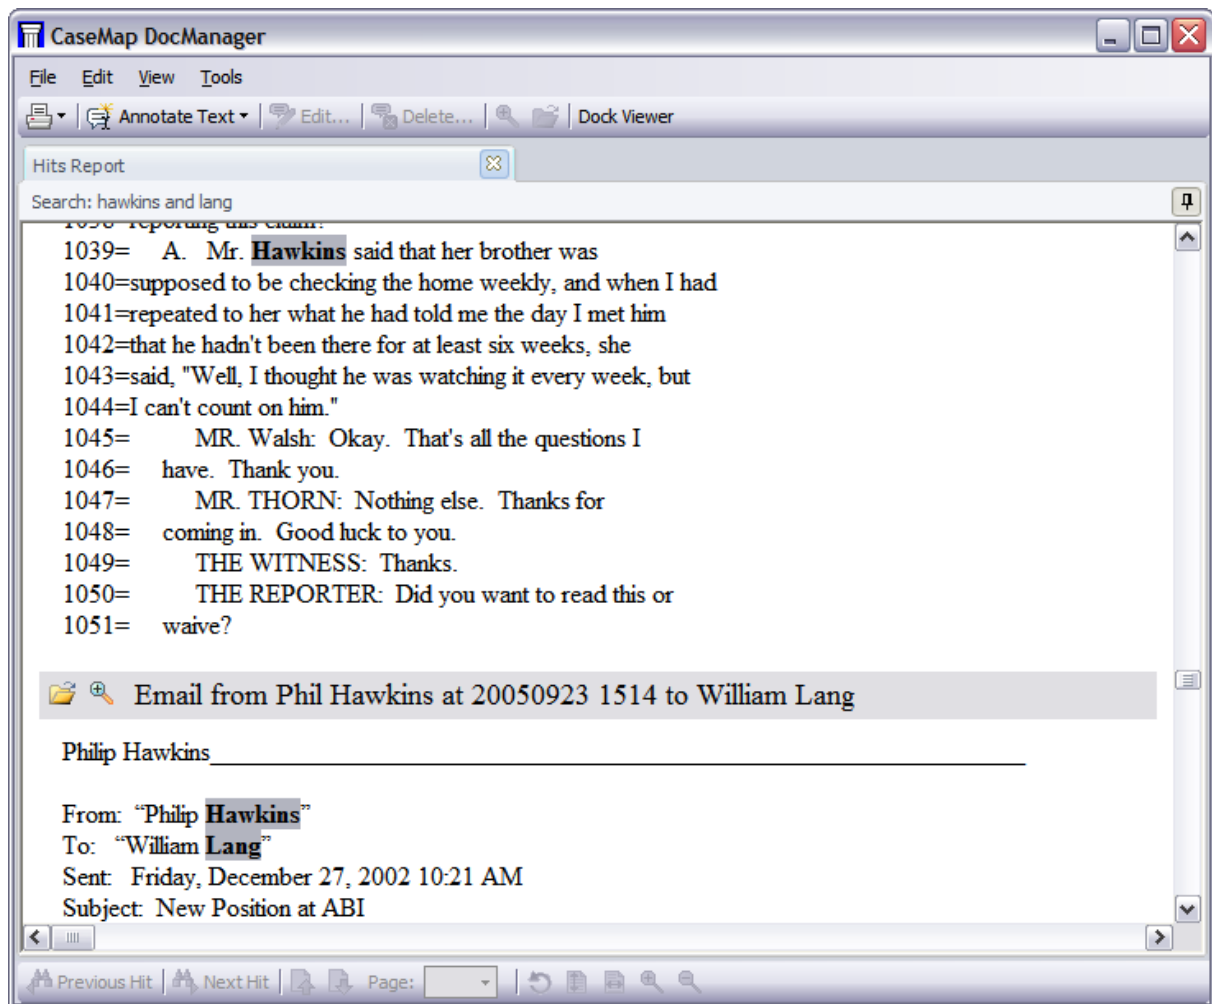 CaseMap DocManager
File Edit View Tools
Annotate Text Edit... Delete... Dock Viewer
Hits Report
Search: hawkins and lang
1038=reporting this claim?
1039= A. Mr. Hawkins said that her brother was
1040=supposed to be checking the home weekly, and when I had
1041=repeated to her what he had told me the day I met him
1042=that he hadn't been there for at least six weeks, she
1043=said, "Well, I thought he was watching it every week, but
1044=I can't count on him."
1045= MR. Walsh: Okay. That's all the questions I
1046= have. Thank you.
1047= MR. THORN: Nothing else. Thanks for
1048= coming in. Good luck to you.
1049= THE WITNESS: Thanks.
1050= THE REPORTER: Did you want to read this or
1051= waive?
Email from Phil Hawkins at 20050923 1514 to William Lang
Philip Hawkins
From: “Philip Hawkins”
To: “William Lang”
Sent: Friday, December 27, 2002 10:21 AM
Subject: New Position at ABI
Previous Hit Next Hit Page: